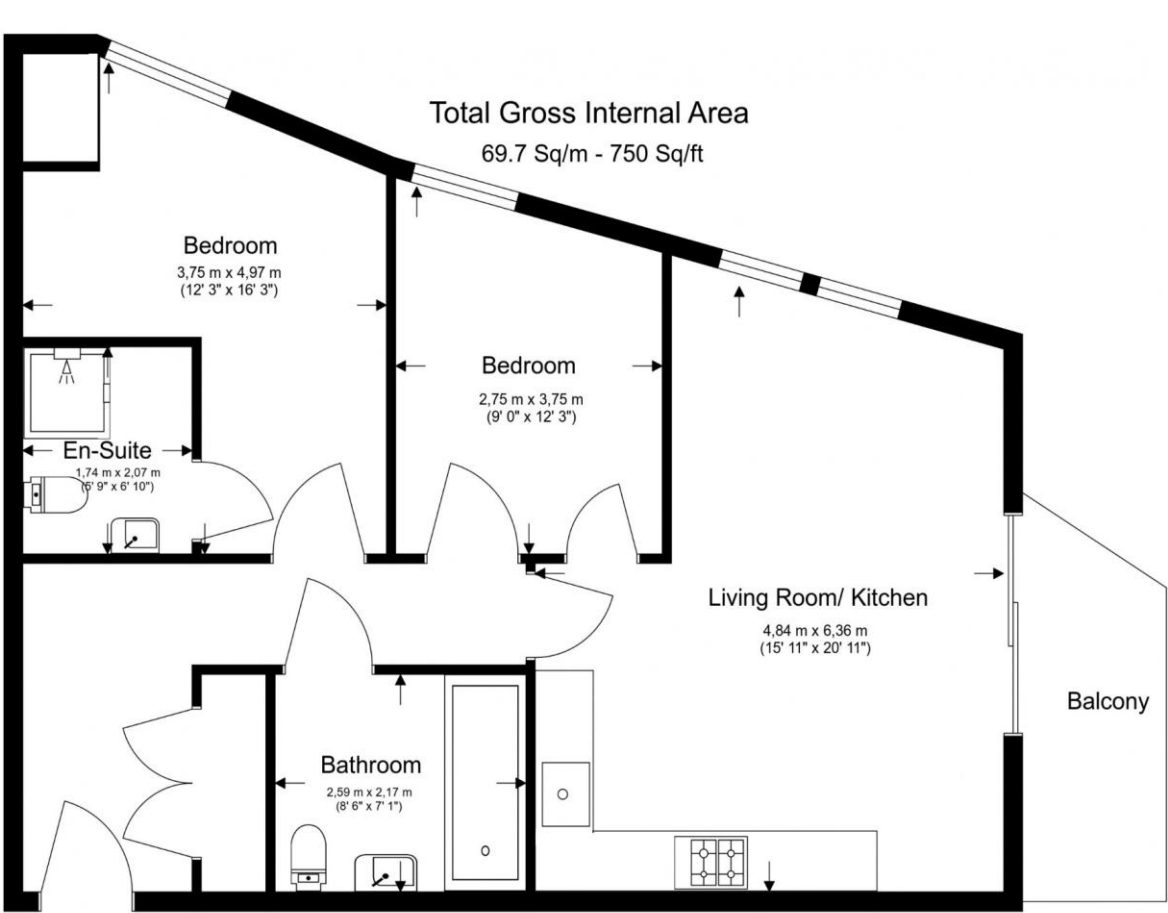 Total Gross Internal Area
69.7 Sq/m - 750 Sq/ft
Bedroom
3,75 m x 4,97 m
(12' 3" x 16' 3")
Bedroom
2,75 m x 3,75 m
(9' 0" x 12' 3")
En-Suite
1,74 m x 2,07 m
(5' 9" x 6' 10")
Living Room/ Kitchen
4,84 m x 6,36 m
(15' 11" x 20' 11")
Balcony
Bathroom
2,59 m x 2,17 m
(8' 6" x 7' 1")